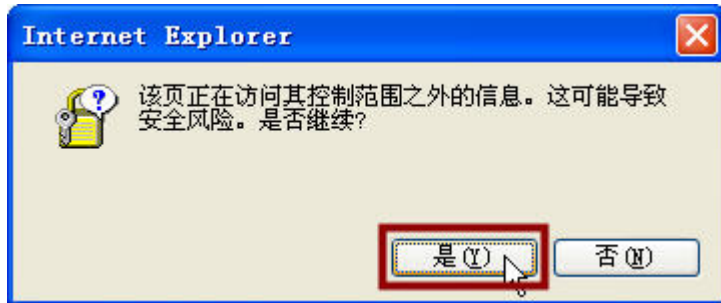 Internet Explorer
该页正在访问其控制范围之外的信息。这可能导致
安全风险。是否继续?
是(Y) 否(N)